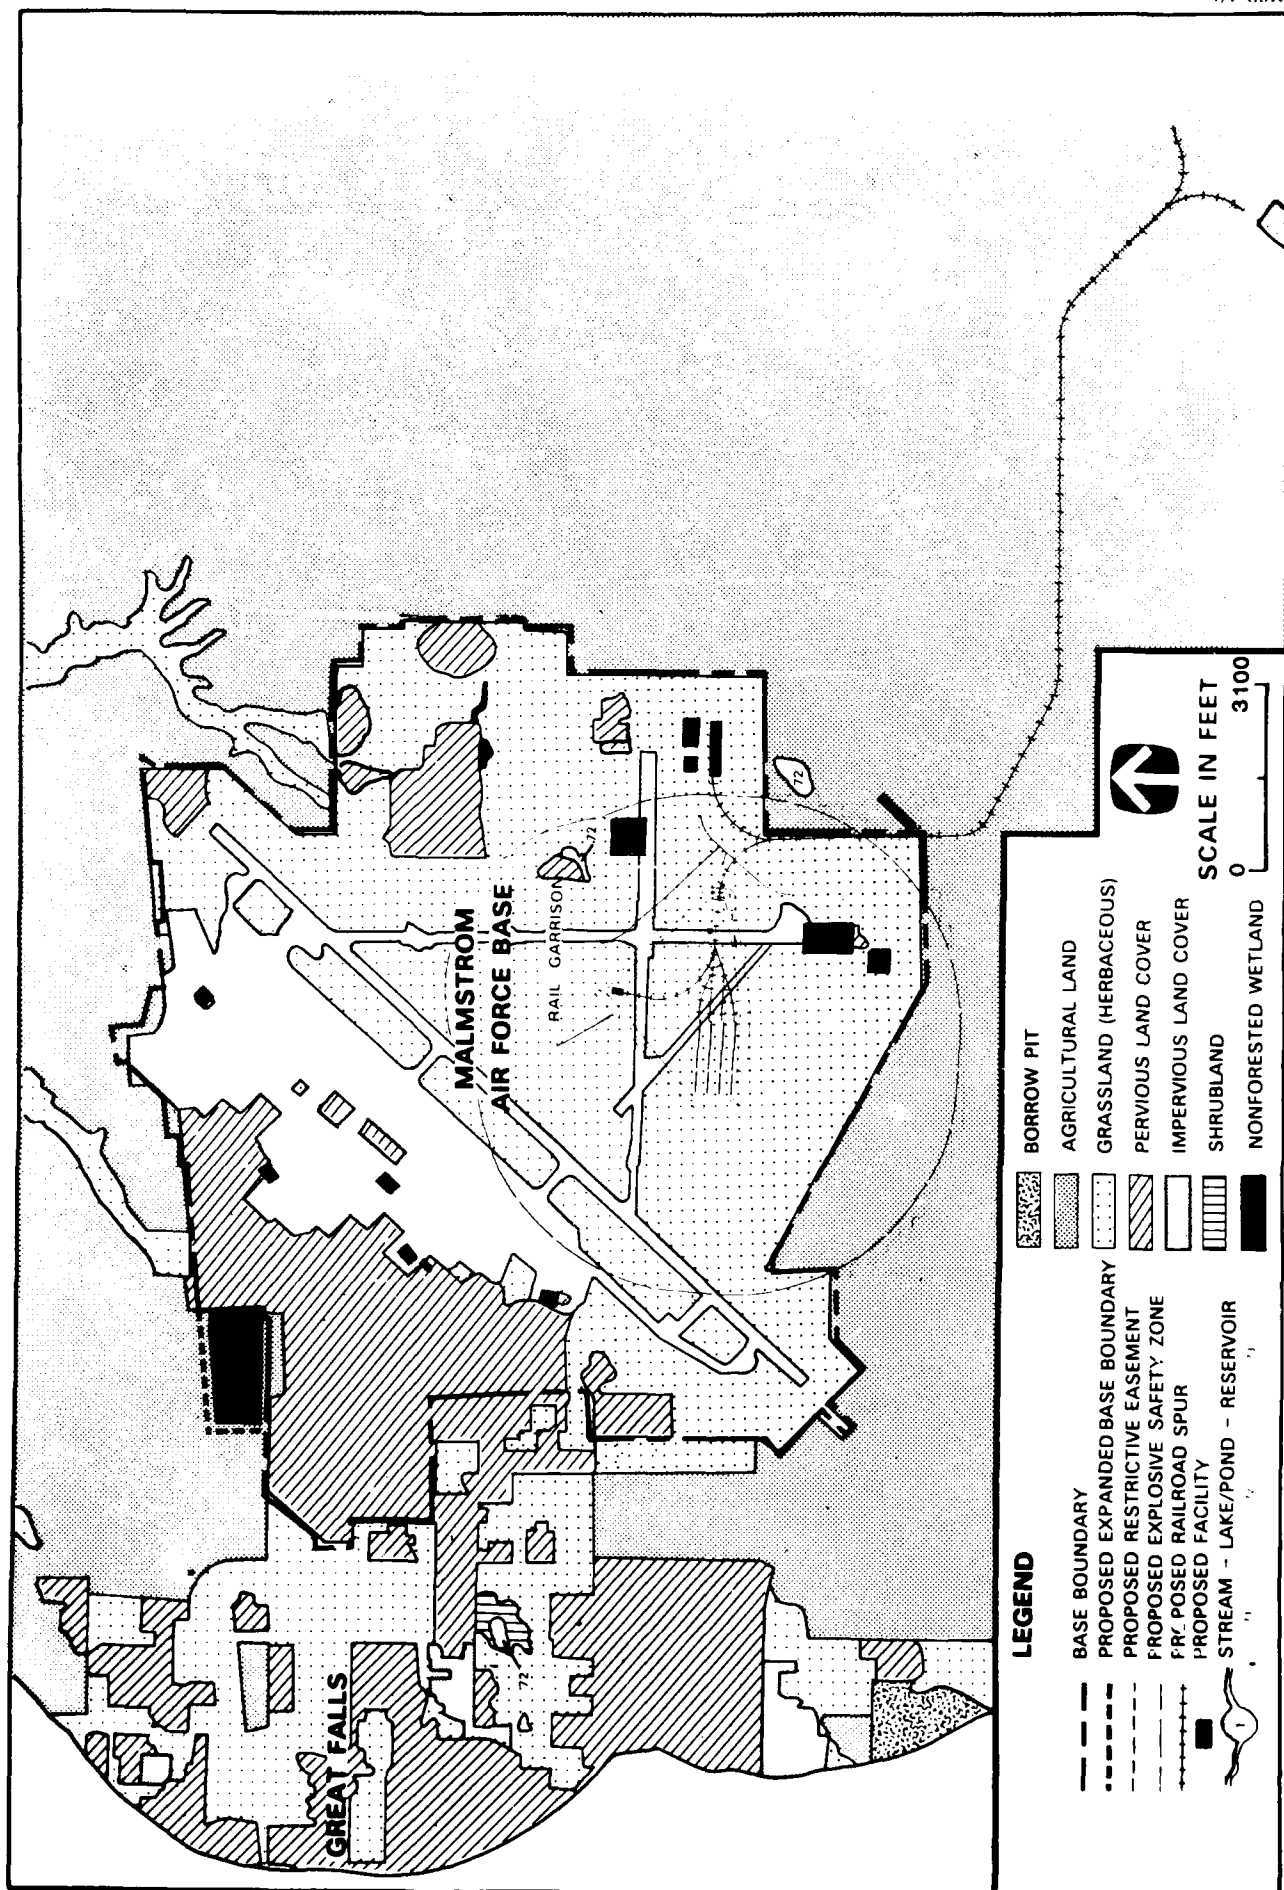 GREAT FALLS
MALMSTROM
AIR FORCE BASE
RAIL GARRISON
72
72
72
LEGEND
BASE BOUNDARY
PROPOSED EXPANDED BASE BOUNDARY
PROPOSED RESTRICTIVE EASEMENT
PROPOSED EXPLOSIVE SAFETY ZONE
PROPOSED RAILROAD SPUR
PROPOSED FACILITY
1
STREAM - LAKE/POND - RESERVOIR
BORROW PIT
AGRICULTURAL LAND
GRASSLAND (HERBACEOUS)
PERVIOUS LAND COVER
IMPERVIOUS LAND COVER
SHRUBLAND
NONFORESTED WETLAND
SCALE IN FEET
0 3100